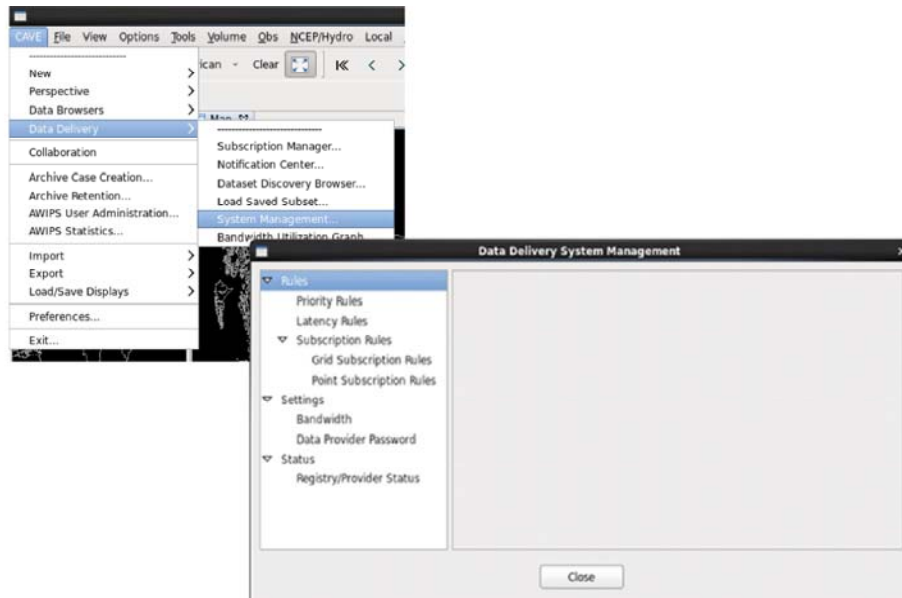 CAVE File View Options Tools Volume Obs NCEP/Hydro Local
ican Clear
New
Perspective
Data Browsers
Data Delivery
Map
Collaboration
Archive Case Creation...
Archive Retention...
AWIPS User Administration...
AWIPS Statistics...
Import
Export
Load/Save Displays
Preferences...
Exit...
Subscription Manager...
Notification Center...
Dataset Discovery Browser...
Load Saved Subset...
System Management...
Bandwidth Utilization Graph
Data Delivery System Management
Rules
Priority Rules
Latency Rules
Subscription Rules
Grid Subscription Rules
Point Subscription Rules
Settings
Bandwidth
Data Provider Password
Status
Registry/Provider Status
Close